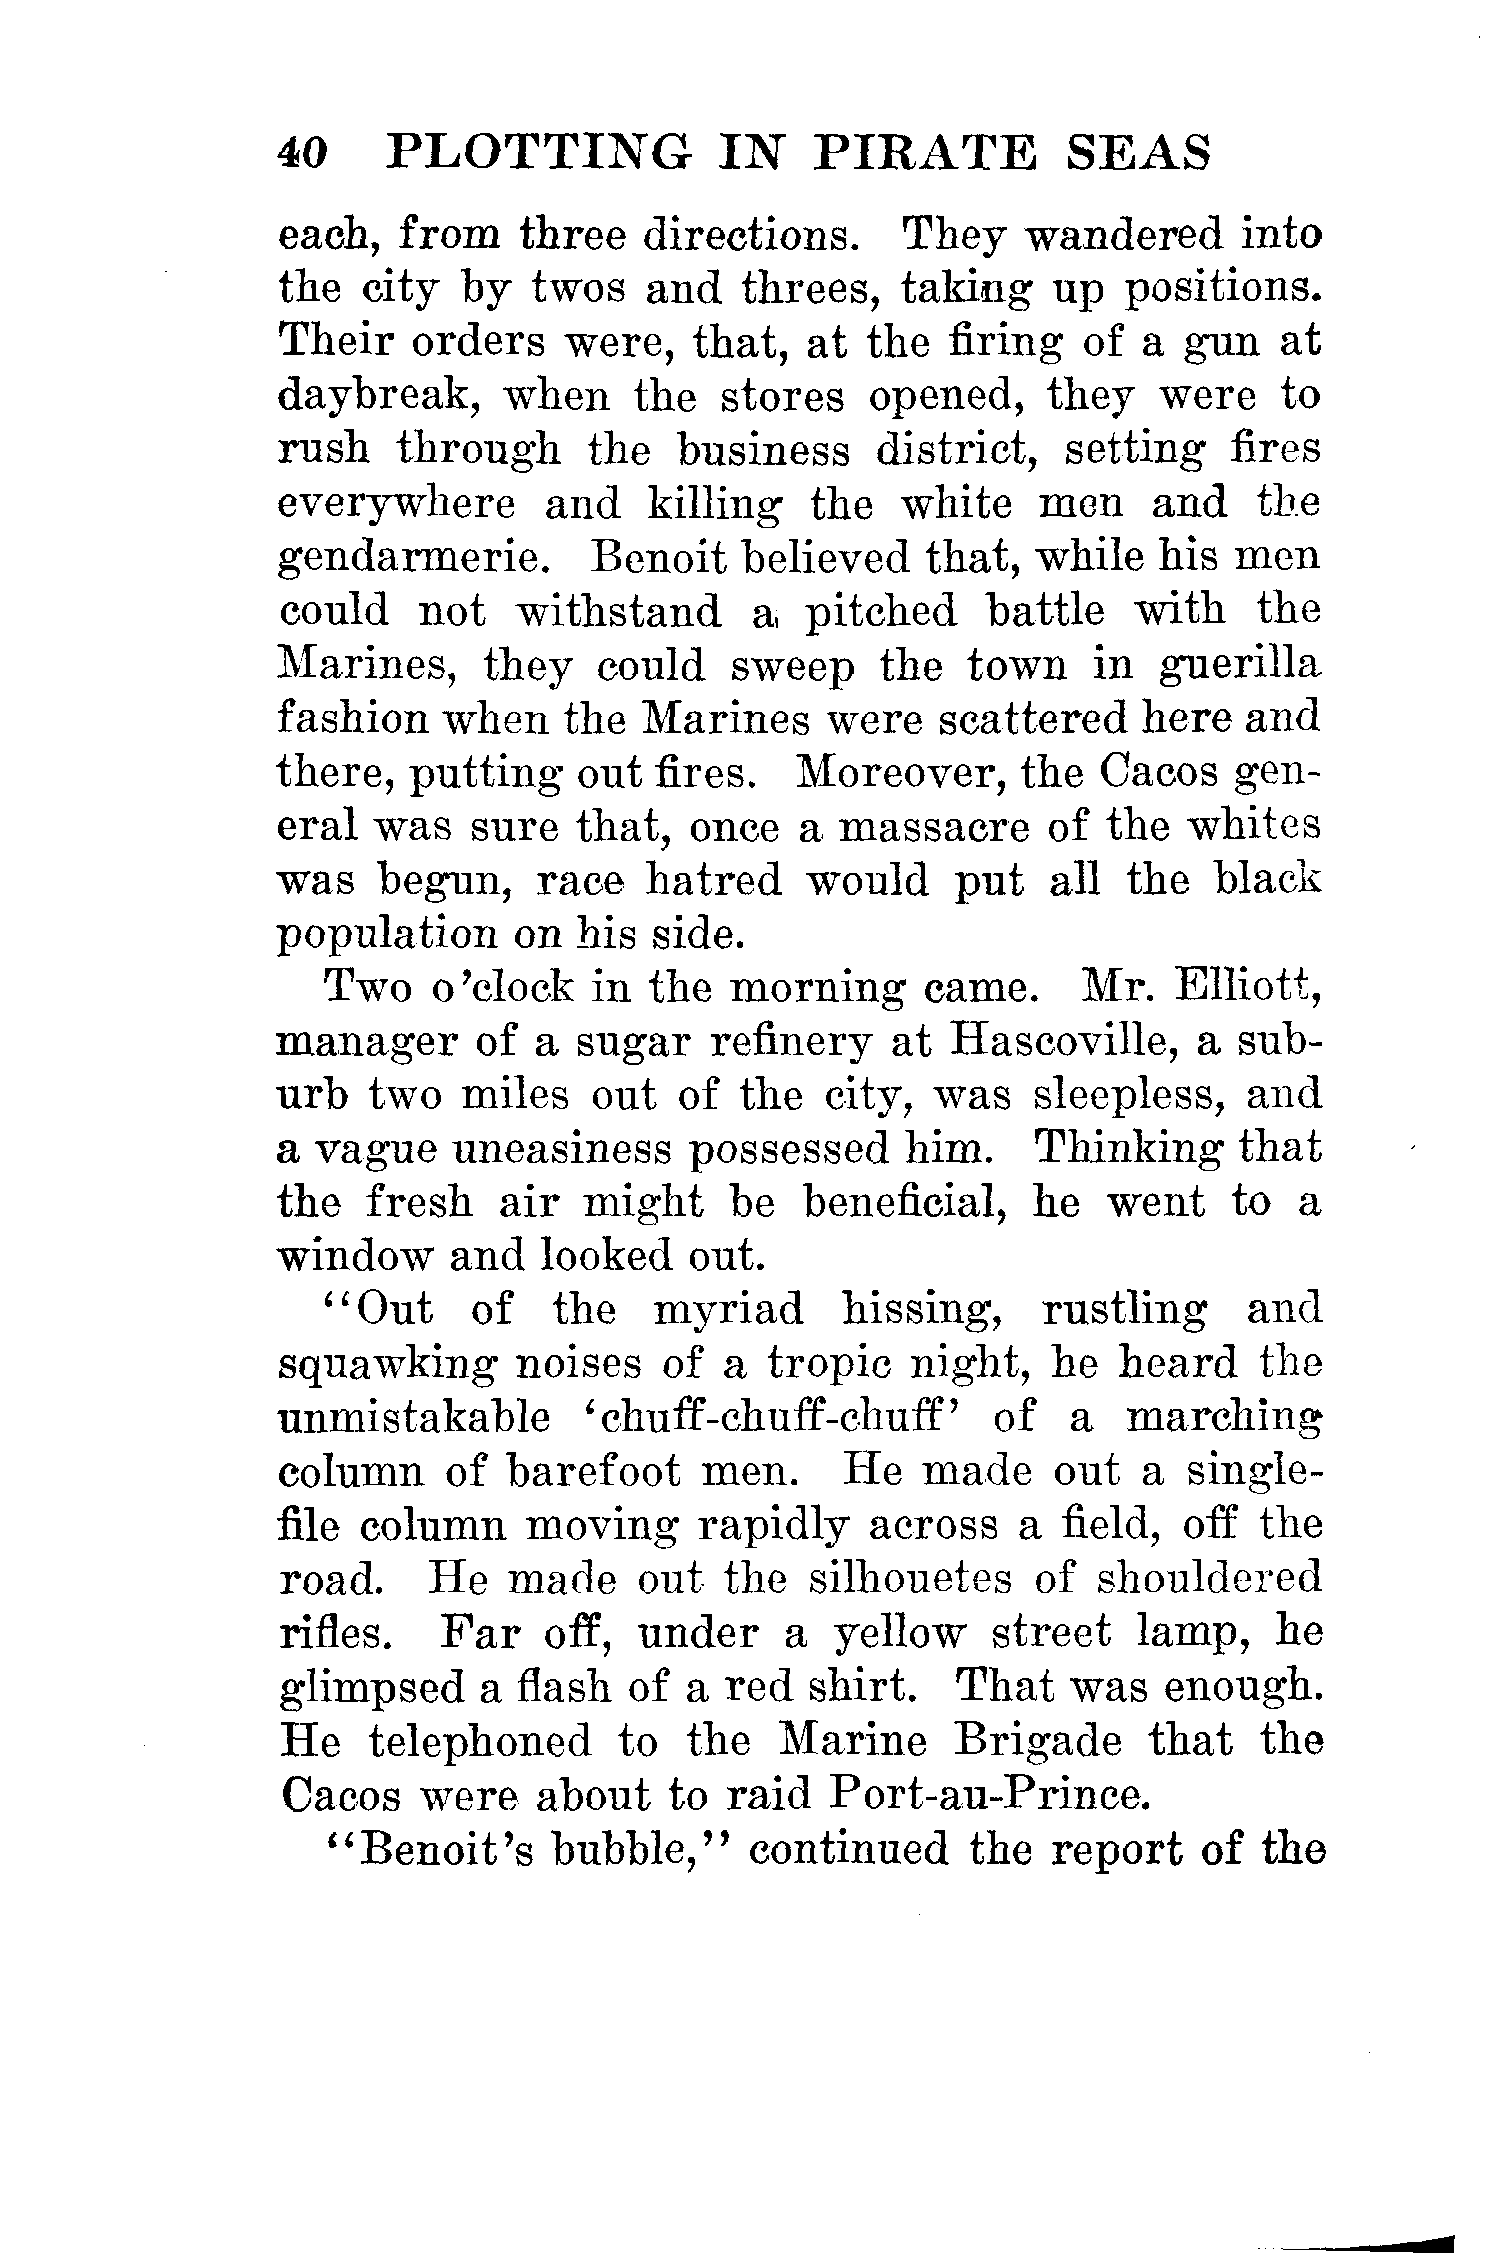 40 PLOTTING IN PIRATE SEAS
each, from three directions. They wandered into
the city by twos and threes, taking up positions.
Their orders were, that, at the firing of a gun at
daybreak, when the stores opened, they were to
rush through the business district, setting fires
everywhere and killing the white men and the
gendarmerie. Benoit believed that, while his men
could not withstand a pitched battle with the
Marines, they could sweep the town in guerilla
fashion when the Marines were scattered here and
there, putting out fires. Moreover, the Cacos gen-
eral was sure that, once a massacre of the whites
was begun, race hatred would put all the black
population on his side.
Two o'clock in the morning came. Mr. Elliott,
manager of a sugar refinery at Hascoville, a sub-
urb two miles out of the city, was sleepless, and
a vague uneasiness possessed him. Thinking that
the fresh air might be beneficial, he went to a
window and looked out.
"Out of the myriad hissing, rustling and
squawking noises of a tropic night, he heard the
unmistakable 'chuff-chuff-chuff' of a marching
column of barefoot men. He made out a single-
file column moving rapidly across a field, off the
road. He made out the silhouetes of shouldered
rifles. Far off, under a yellow street lamp, he
glimpsed a flash of a red shirt. That was enough.
He telephoned to the Marine Brigade that the
Cacos were about to raid Port-au-Prince.
"Benoit's bubble," continued the report of the